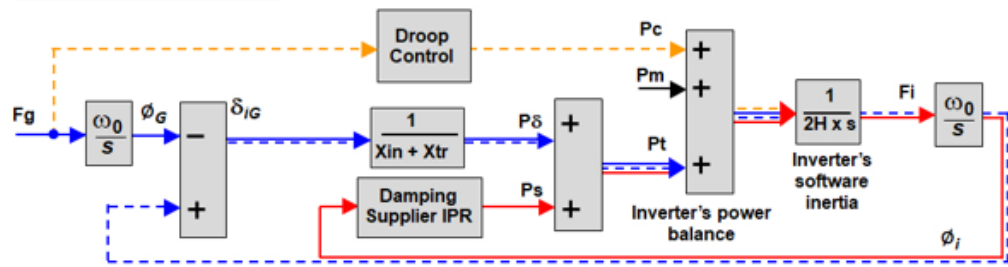 Droop
Control
Pc
+
Pm
+
Fg
ω0
s
ϕG
δiG
−
+
1
Xin + Xtr
Pδ
+
Damping
Supplier IPR
Ps
+
Pt
+
Inverter's power
balance
1
2H x s
Inverter's
software
inertia
Fi
ω0
s
ϕi